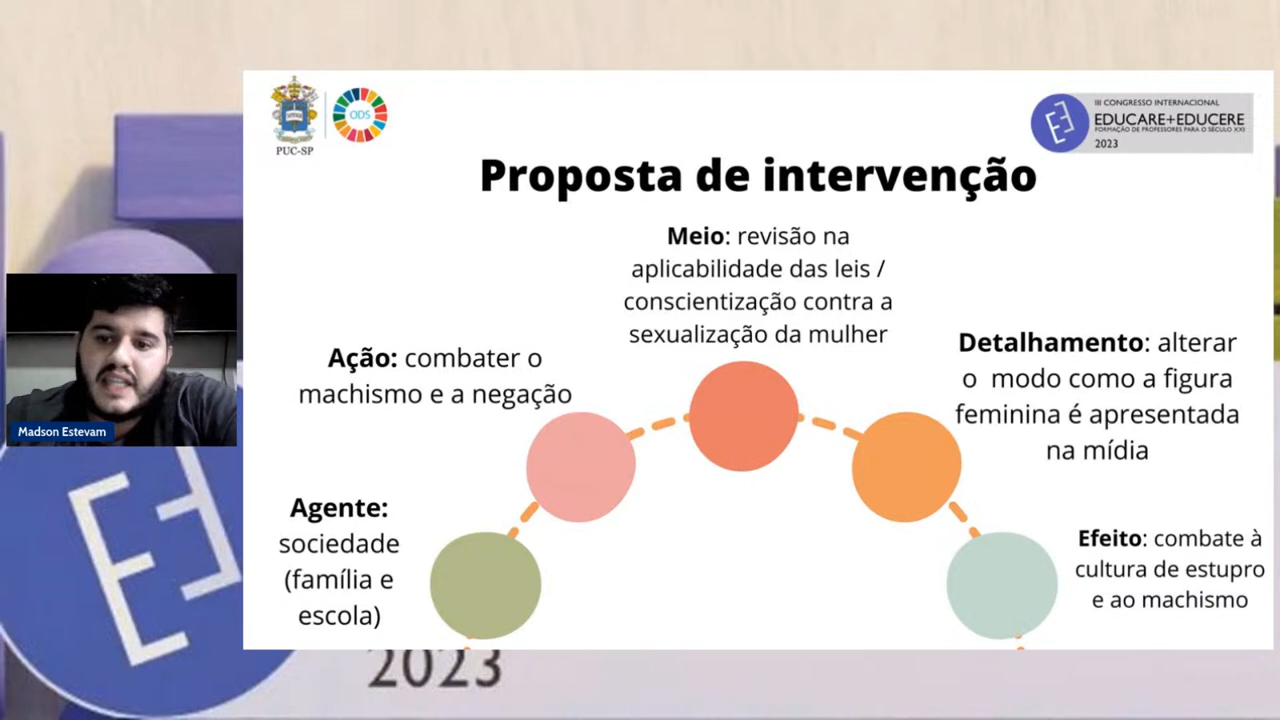 ODS
PUC-SP
III CONGRESSO INTERNACIONAL
EDUCARE+EDUCERE
FORMAÇÃO DE PROFESSORES PARA O SÉCULO XXI
2023
Proposta de intervenção
Meio: revisão na
aplicabilidade das leis /
conscientização contra a
sexualização da mulher
Ação: combater o
machismo e a negação
Detalhamento: alterar
o modo como a figura
feminina é apresentada
na mídia
Agente:
sociedade
(família e
escola)
Efeito: combate à
cultura de estupro
e ao machismo
Madson Estevam
2023